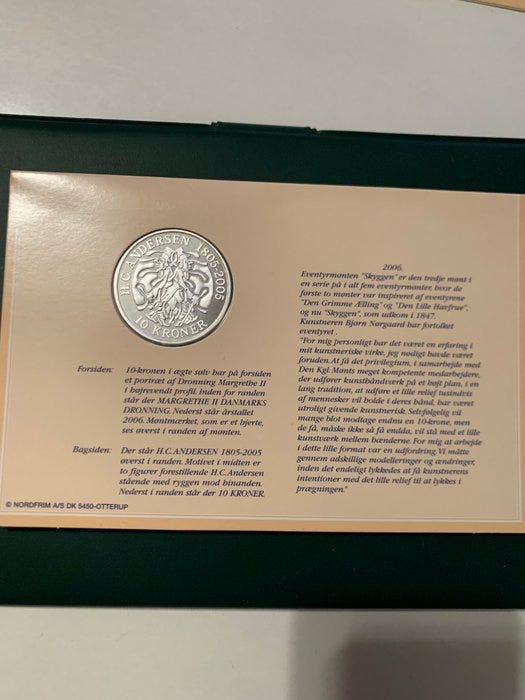 H.C. ANDERSEN 1805-2005
10 KRONER
Forsiden: 10-kronen i ægte sølv bar på forsiden
et portræt af Dronning Margrethe II
i højrevendt profil. Inden for randen
står der MARGRETHE II DANMARKS
DRONNING. Nederst står årstallet
2006. Møntmærket, som er et hjerte,
ses øverst i randen af mønten.
Bagsiden: Der står H.C.ANDERSEN 1805-2005
øverst i randen. Motivet i midten er
to figurer forestillende H.C.Andersen
stående med ryggen mod hinanden.
Nederst i randen står der 10 KRONER.
© NORDFRIM A/S DK 5450-OTTERUP
2006.
Eventyrmønten "Skyggen" er den tredje mønt i
en serie på i alt fem eventyrmønter, hvor de
første to mønter var inspireret af eventyrene
"Den Grimme Ælling" og "Den Lille Havfrue",
og nu "Skyggen", som udkom i 1847.
Kunstneren Bjørn Nørgaard har fortolket
eventyret.
"For mig personligt har det været en erfaring i
mit kunstneriske virke, jeg nødigt havde været
foruden. At få det privilegium, i samarbejde med
Den Kgl. Mønts meget kompetente medarbejdere,
der udfører kunsthåndværk på et højt plan, i en
lang tradition, at udføre et lille relief tusindvis
af mennesker vil holde i deres hånd, har været
utroligt givende kunstnerisk. Selvfølgelig vil
mange blot modtage endnu en 10-krone, men
de få, måske ikke så få endda, vil stå med et lille
kunstværk mellem hænderne. For mig at arbejde
i dette lille format var en udfordring. Vi måtte
gennem adskillige modelleringer og ændringer,
inden det endeligt lykkedes at få kunstnerens
intentioner med det lille relief til at lykkes i
prægningen."